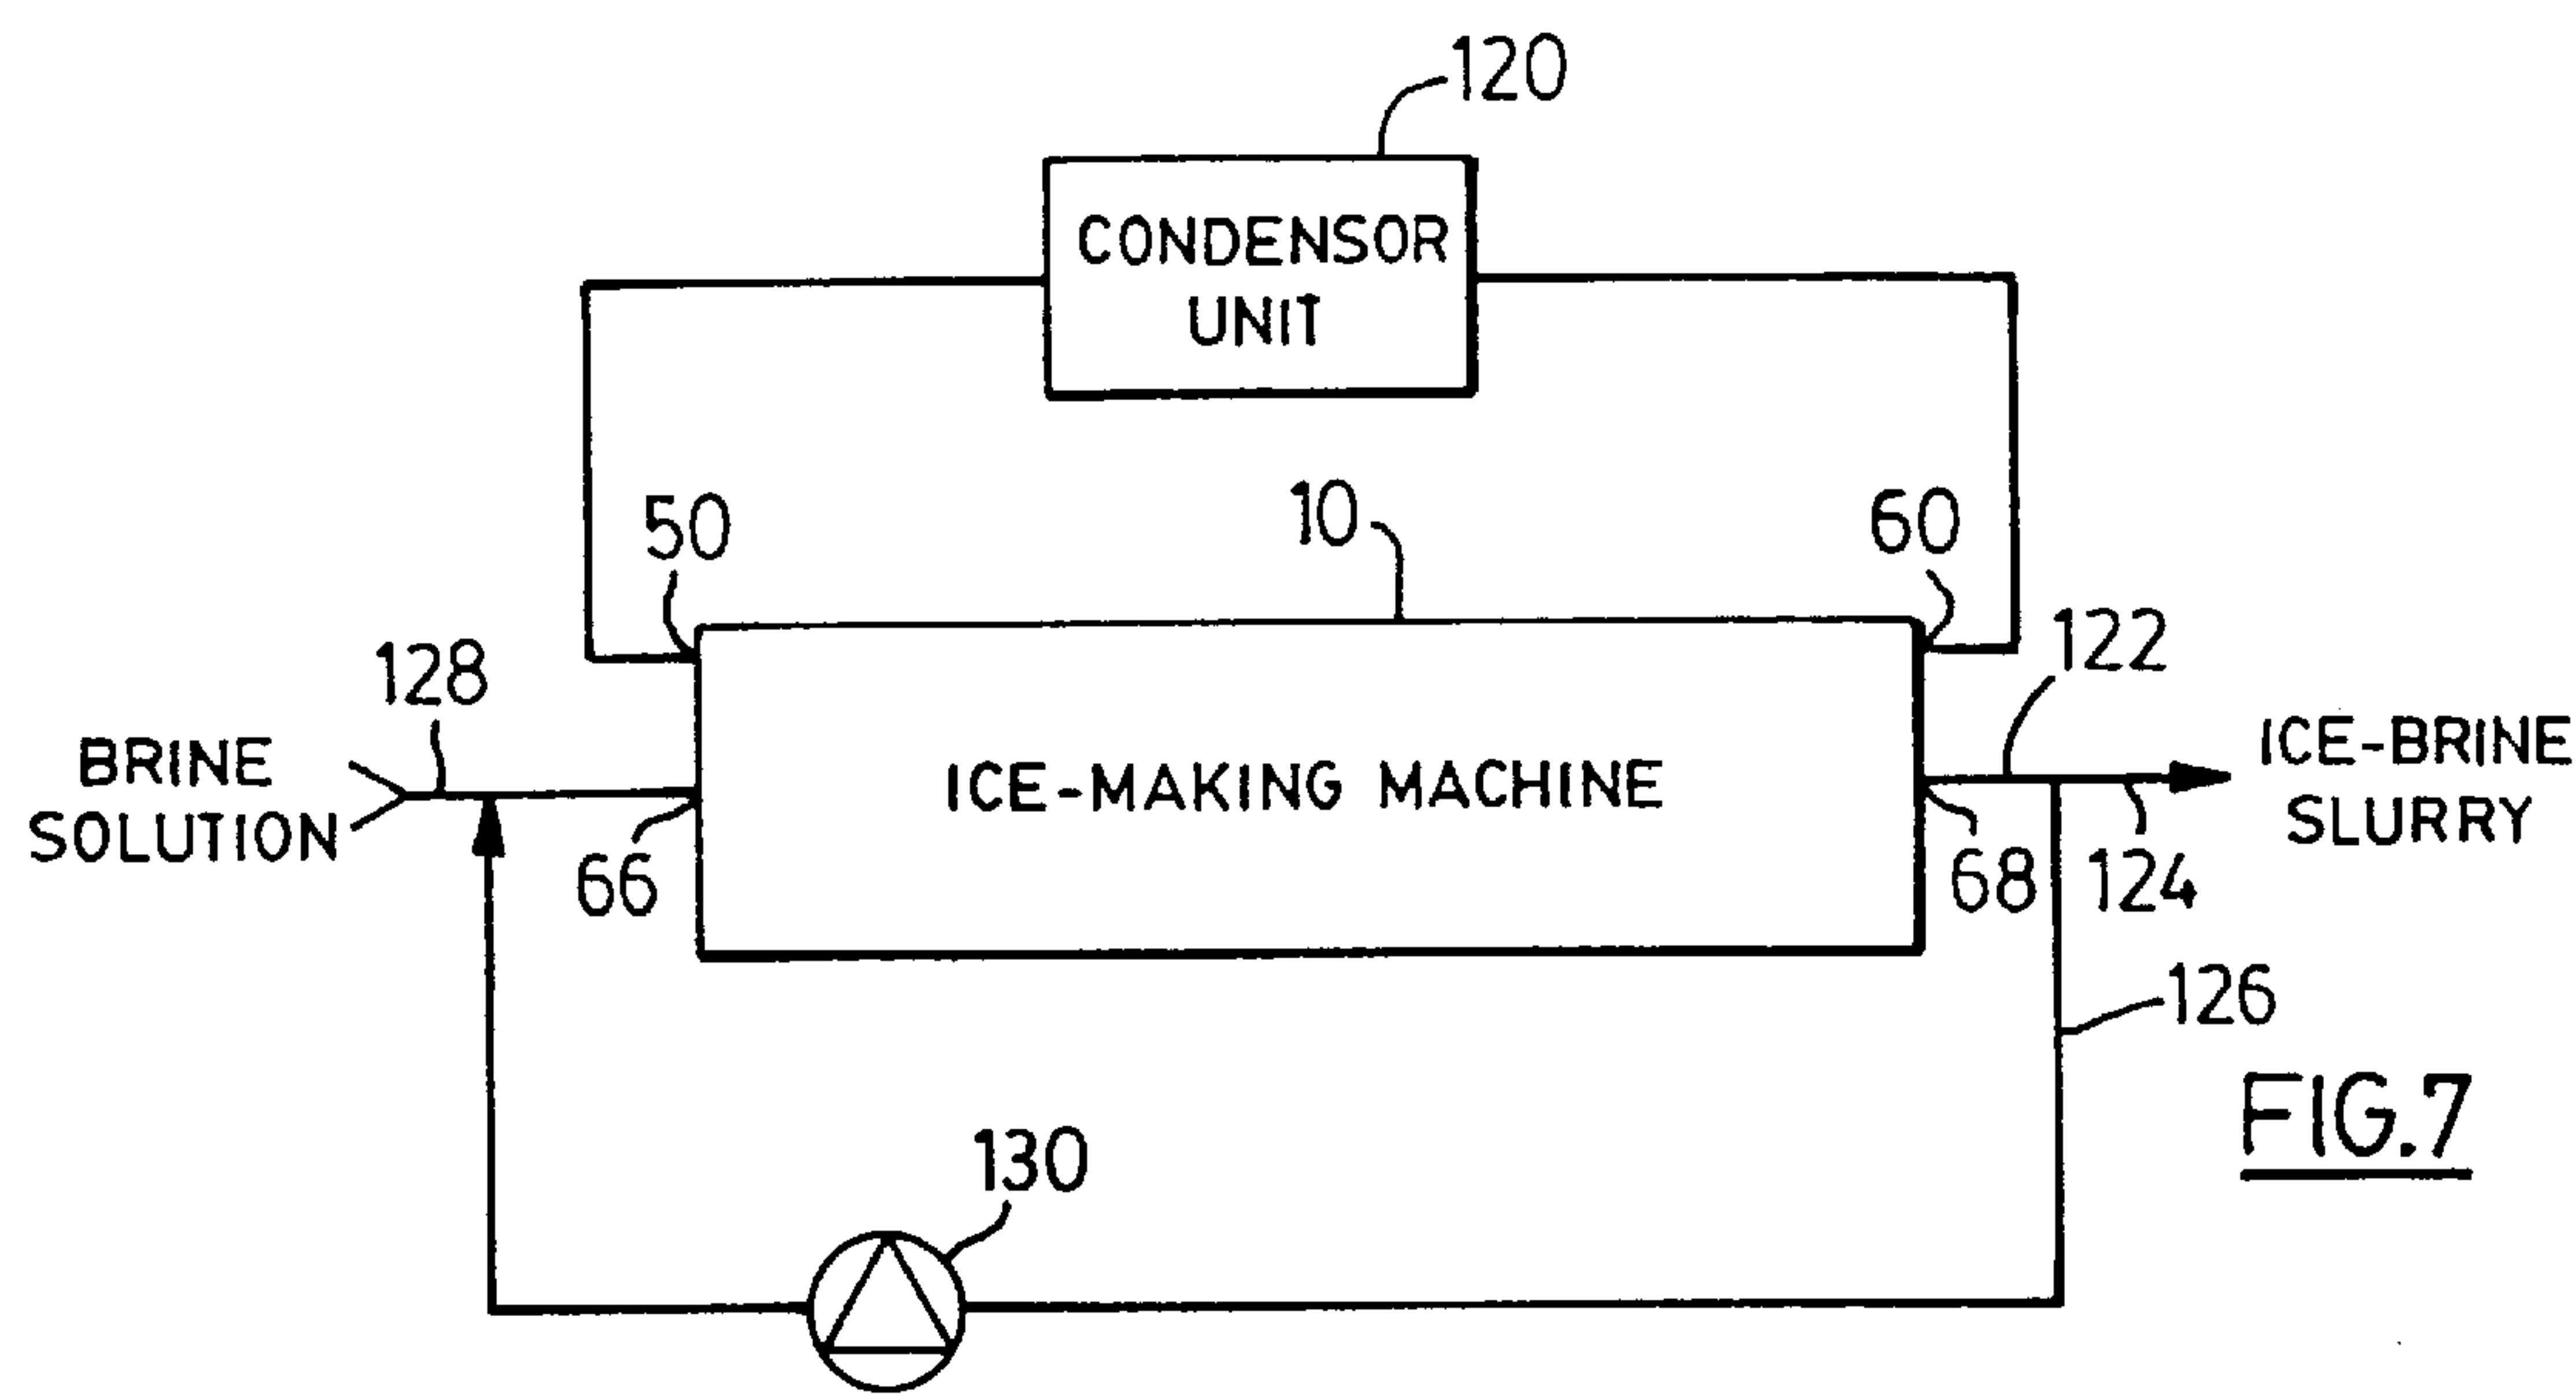 120
CONDENSOR
UNIT
50
10
60
128
122
BRINE
SOLUTION
ICE-MAKING MACHINE
ICE-BRINE
SLURRY
66
68
124
126
130
FIG.7